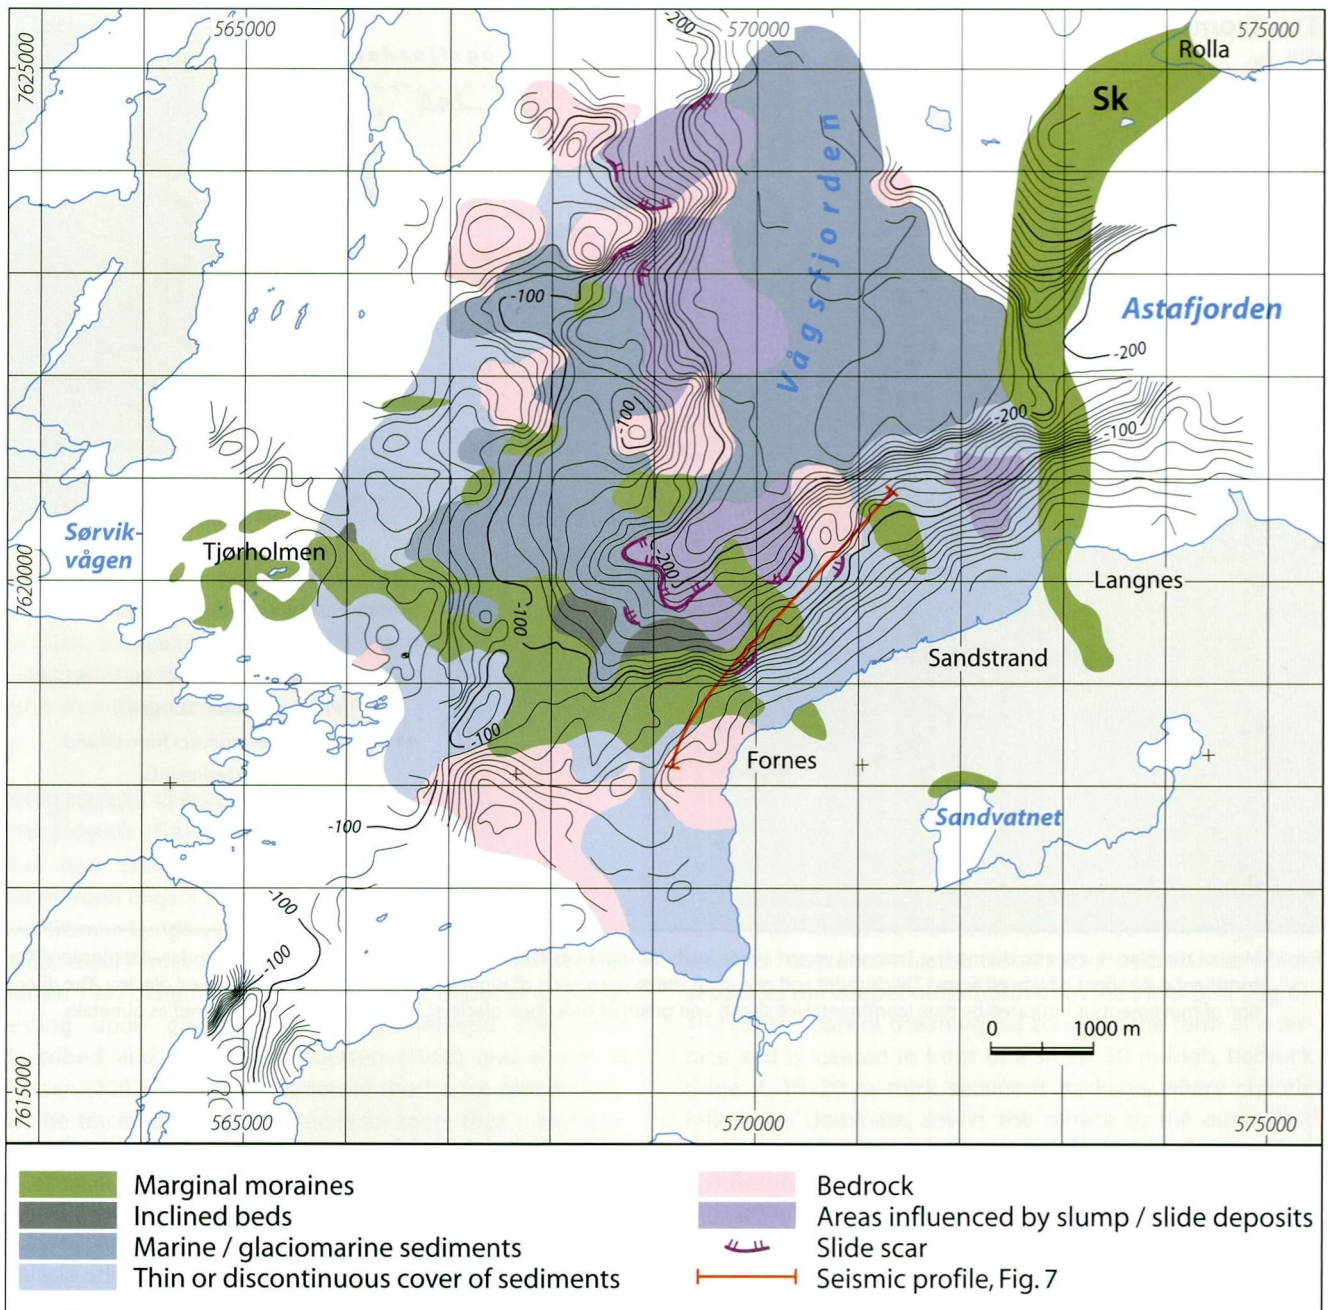 -200
565000
570000
575000
7625000
Rolla
Sk
Vågsfjorden
-100
Astafjorden
-200
-100
-200
-100
Sørvik-
vågen
Tjørholmen
-200
7620000
Langnes
-100
Sandstrand
-100
Fornes
Sandvatnet
-100
-100
-100
0 1000 m
7615000
565000
570000
575000
Marginal moraines
Inclined beds
Marine / glaciomarine sediments
Thin or discontinuous cover of sediments
Bedrock
Areas influenced by slump / slide deposits
Slide scar
Seismic profile, Fig. 7